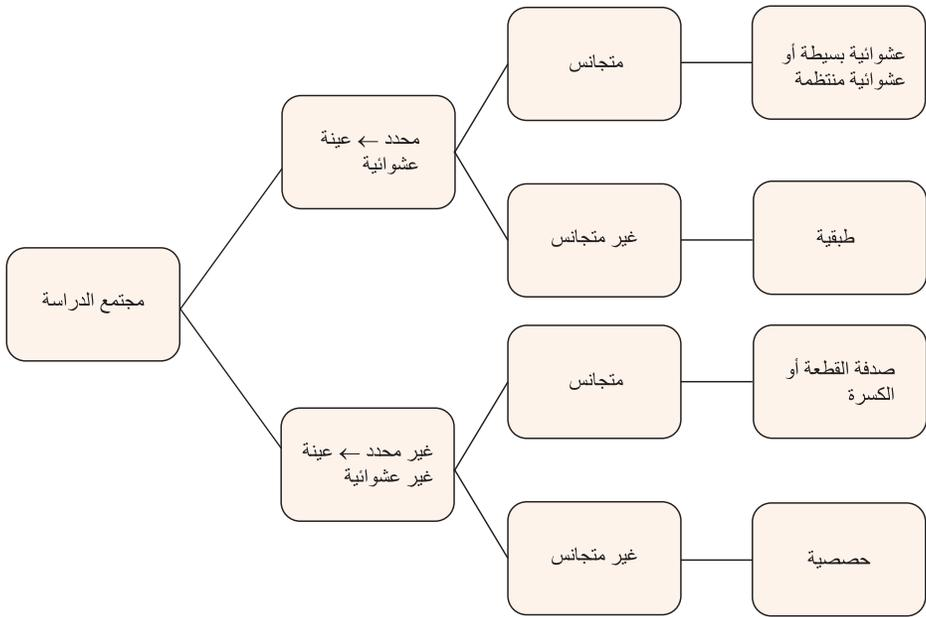 مجتمع الدراسة
محدد ← عينة
عشوائية
متجانس
عشوائية بسيطة أو
عشوائية منتظمة
غير متجانس
طبقية
غير محدد ← عينة
غير عشوائية
متجانس
صدفة القطعة أو
الكسرة
غير متجانس
حصصية